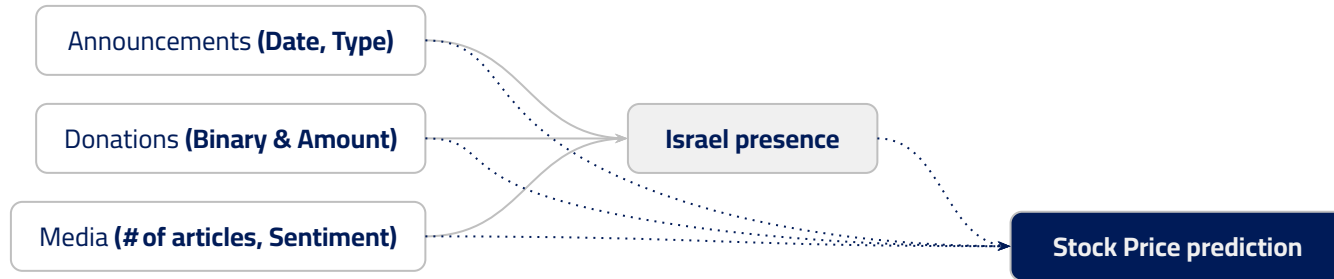 Announcements (Date, Type)
Donations (Binary & Amount)
Israel presence
Media (# of articles, Sentiment)
Stock Price prediction